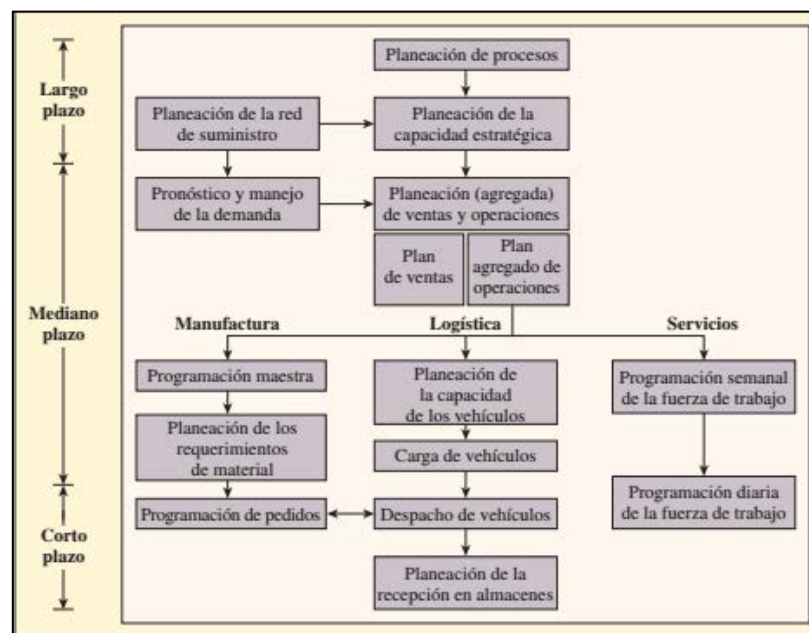 Largo
plazo
Planeación de procesos
Planeación de la red
de suministro
Planeación de la
capacidad estratégica
Mediano
plazo
Pronóstico y manejo
de la demanda
Planeación (agregada)
de ventas y operaciones
Plan
de ventas
Plan
agregado de
operaciones
Manufactura
Logística
Servicios
Programación maestra
Planeación de
la capacidad
de los vehículos
Programación semanal
de la fuerza de trabajo
Planeación de los
requerimientos
de material
Carga de vehículos
Corto
plazo
Programación de pedidos
Despacho de vehículos
Programación diaria
de la fuerza de trabajo
Planeación de la
recepción en almacenes